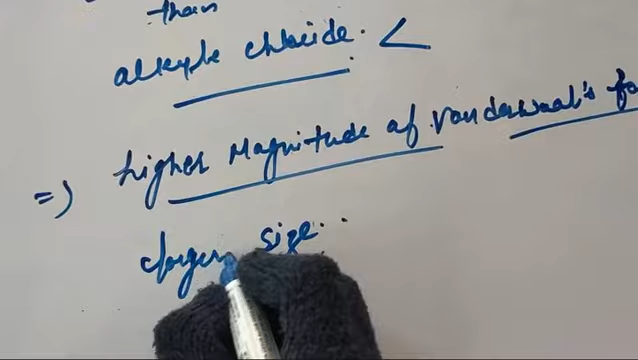 than
alkyle chloride. <
=) higher Magnitude of Vanderwaal's fo
larger size..